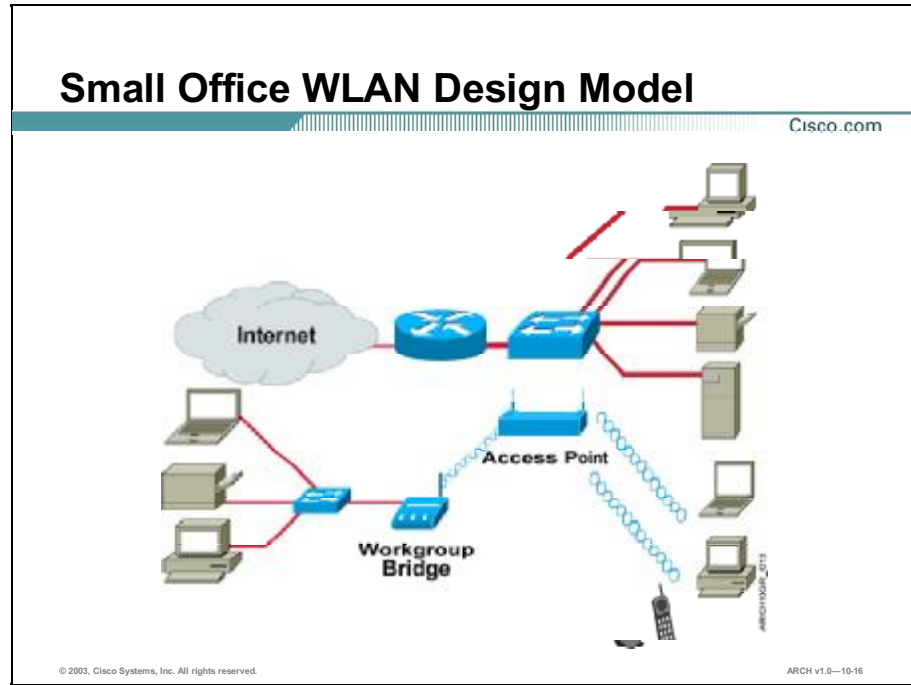 Small Office WLAN Design Model
Cisco.com
Internet
Access Point
Workgroup
Bridge
© 2003, Cisco Systems, Inc. All rights reserved.
ARCH v1.0—10-16